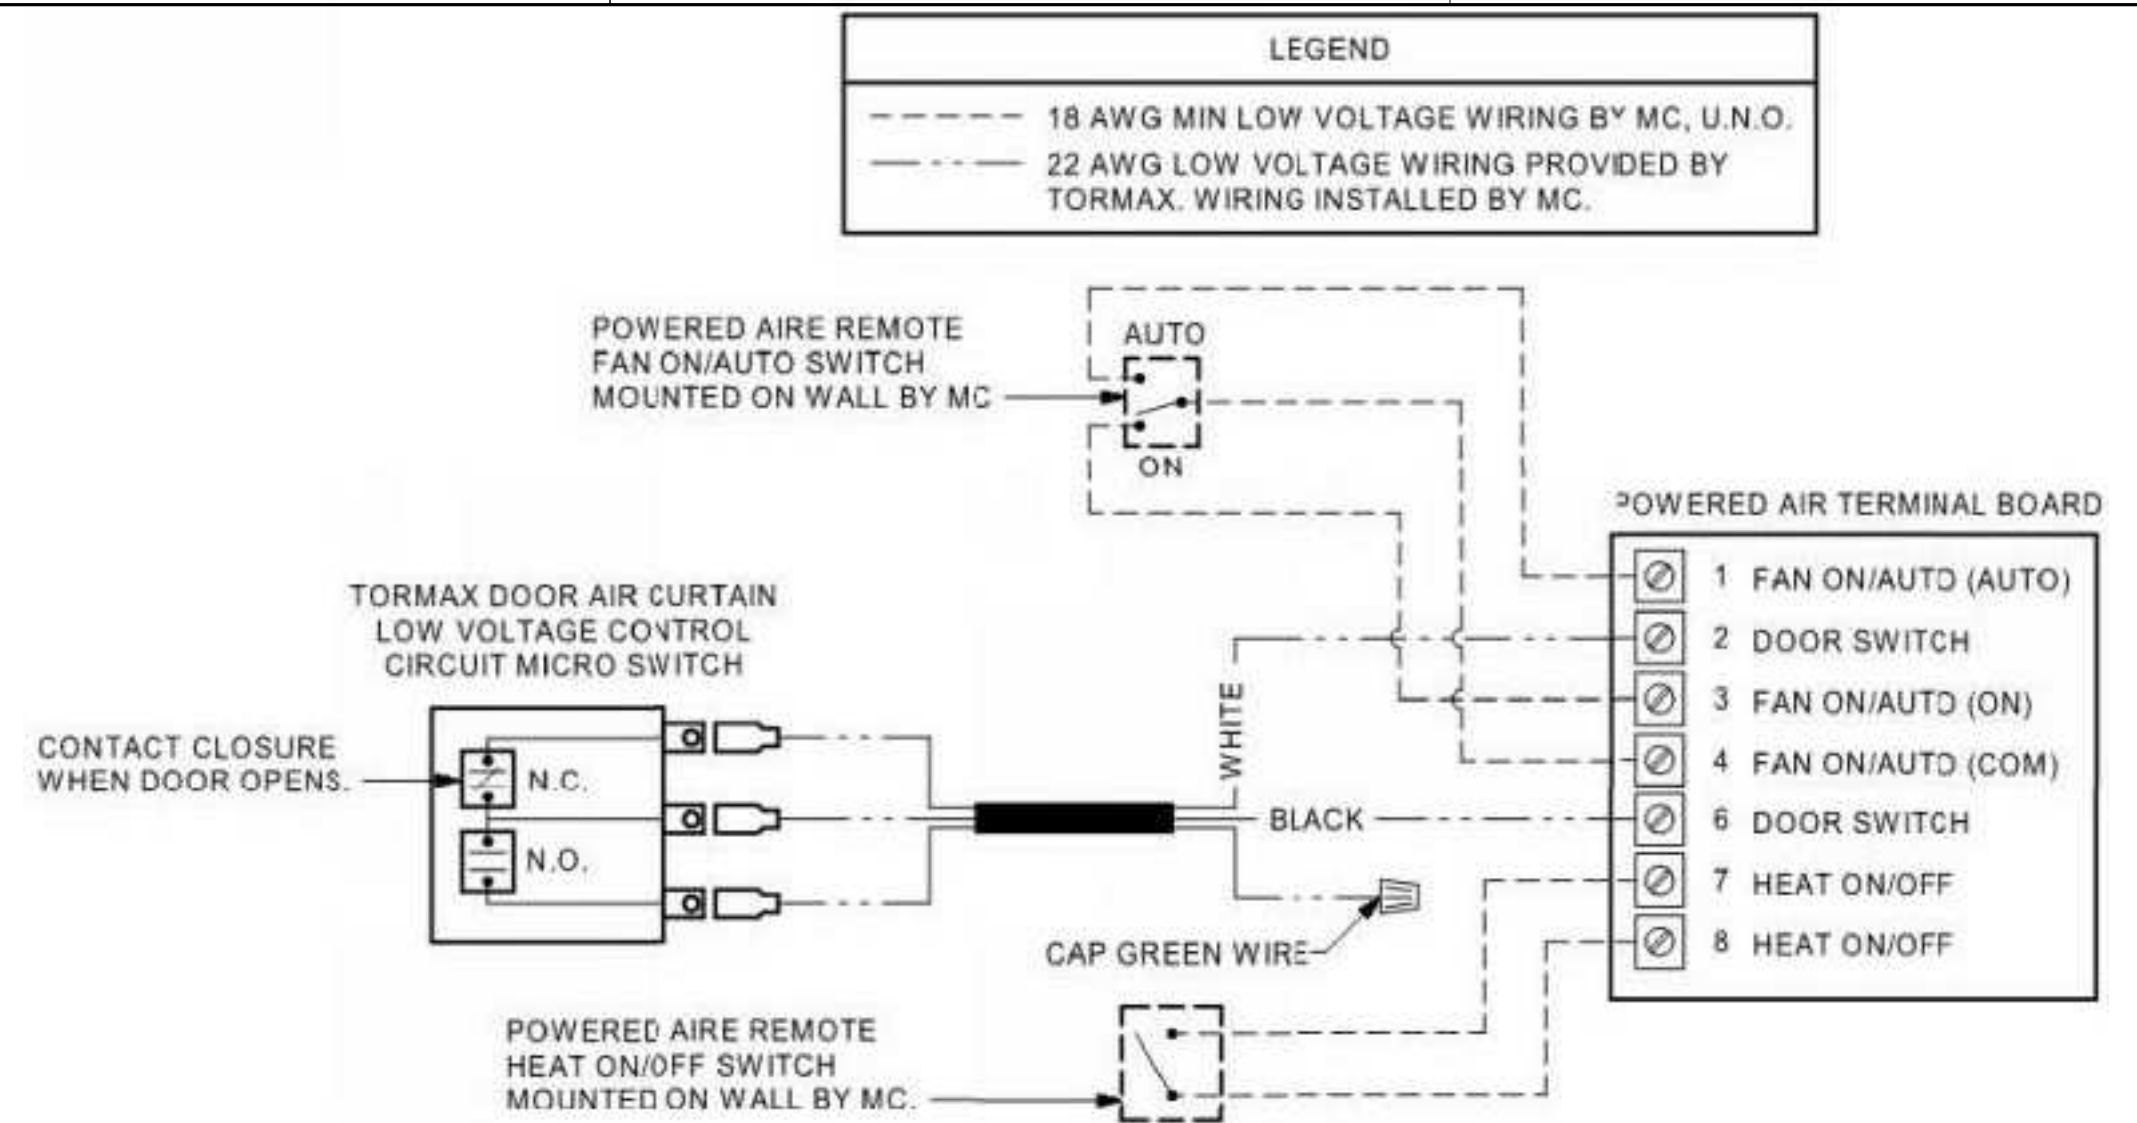 LEGEND
18 AWG MIN LOW VOLTAGE WIRING BY MC, U.N.O.
22 AWG LOW VOLTAGE WIRING PROVIDED BY
TORMAX. WIRING INSTALLED BY MC.
POWERED AIRE REMOTE
FAN ON/AUTO SWITCH
MOUNTED ON WALL BY MC
AUTO
ON
POWERED AIR TERMINAL BOARD
1 FAN ON/AUTO (AUTO)
2 DOOR SWITCH
3 FAN ON/AUTO (ON)
4 FAN ON/AUTO (COM)
6 DOOR SWITCH
7 HEAT ON/OFF
8 HEAT ON/OFF
TORMAX DOOR AIR CURTAIN
LOW VOLTAGE CONTROL
CIRCUIT MICRO SWITCH
CONTACT CLOSURE
WHEN DOOR OPENS.
N.C.
N.O.
WHITE
BLACK
CAP GREEN WIRE
POWERED AIRE REMOTE
HEAT ON/OFF SWITCH
MOUNTED ON WALL BY MC.